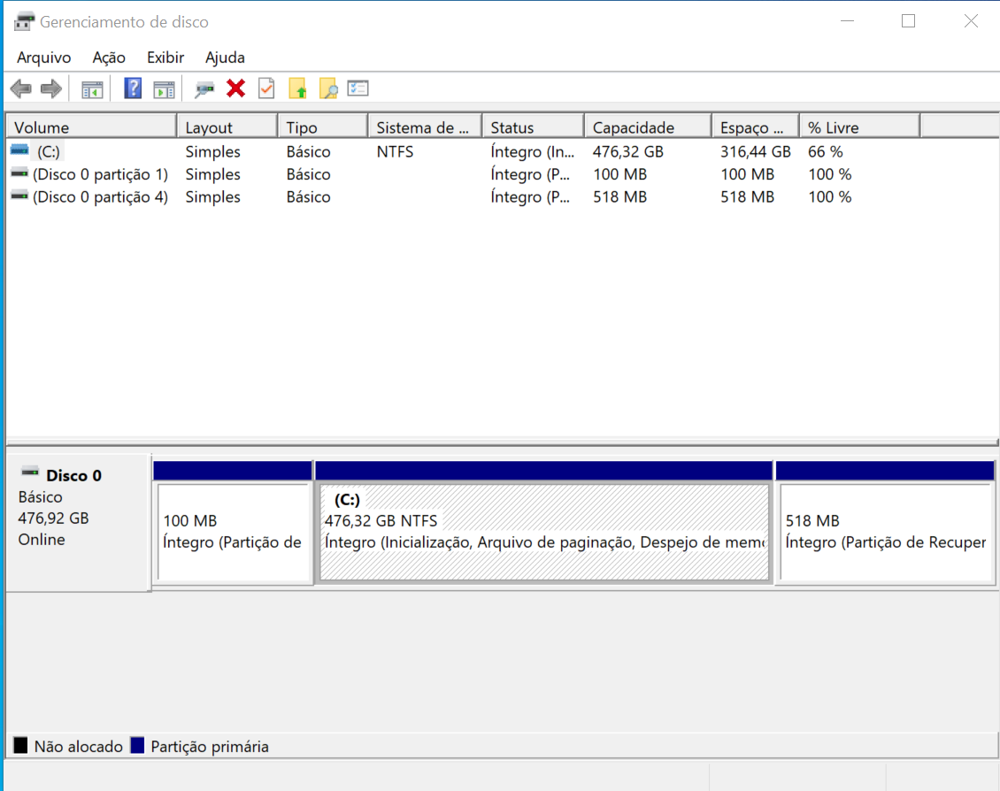 Gerenciamento de disco
Arquivo Ação Exibir Ajuda
Volume Layout Tipo Sistema de ... Status Capacidade Espaço ... % Livre
(C:) Simples Básico NTFS Íntegro (In... 476,32 GB 316,44 GB 66 %
(Disco 0 partição 1) Simples Básico Íntegro (P... 100 MB 100 MB 100 %
(Disco 0 partição 4) Simples Básico Íntegro (P... 518 MB 518 MB 100 %
Disco 0
Básico
476,92 GB
Online
100 MB
Íntegro (Partição de
(C:)
476,32 GB NTFS
Íntegro (Inicialização, Arquivo de paginação, Despejo de mem
518 MB
Íntegro (Partição de Recuper
Não alocado Partição primária